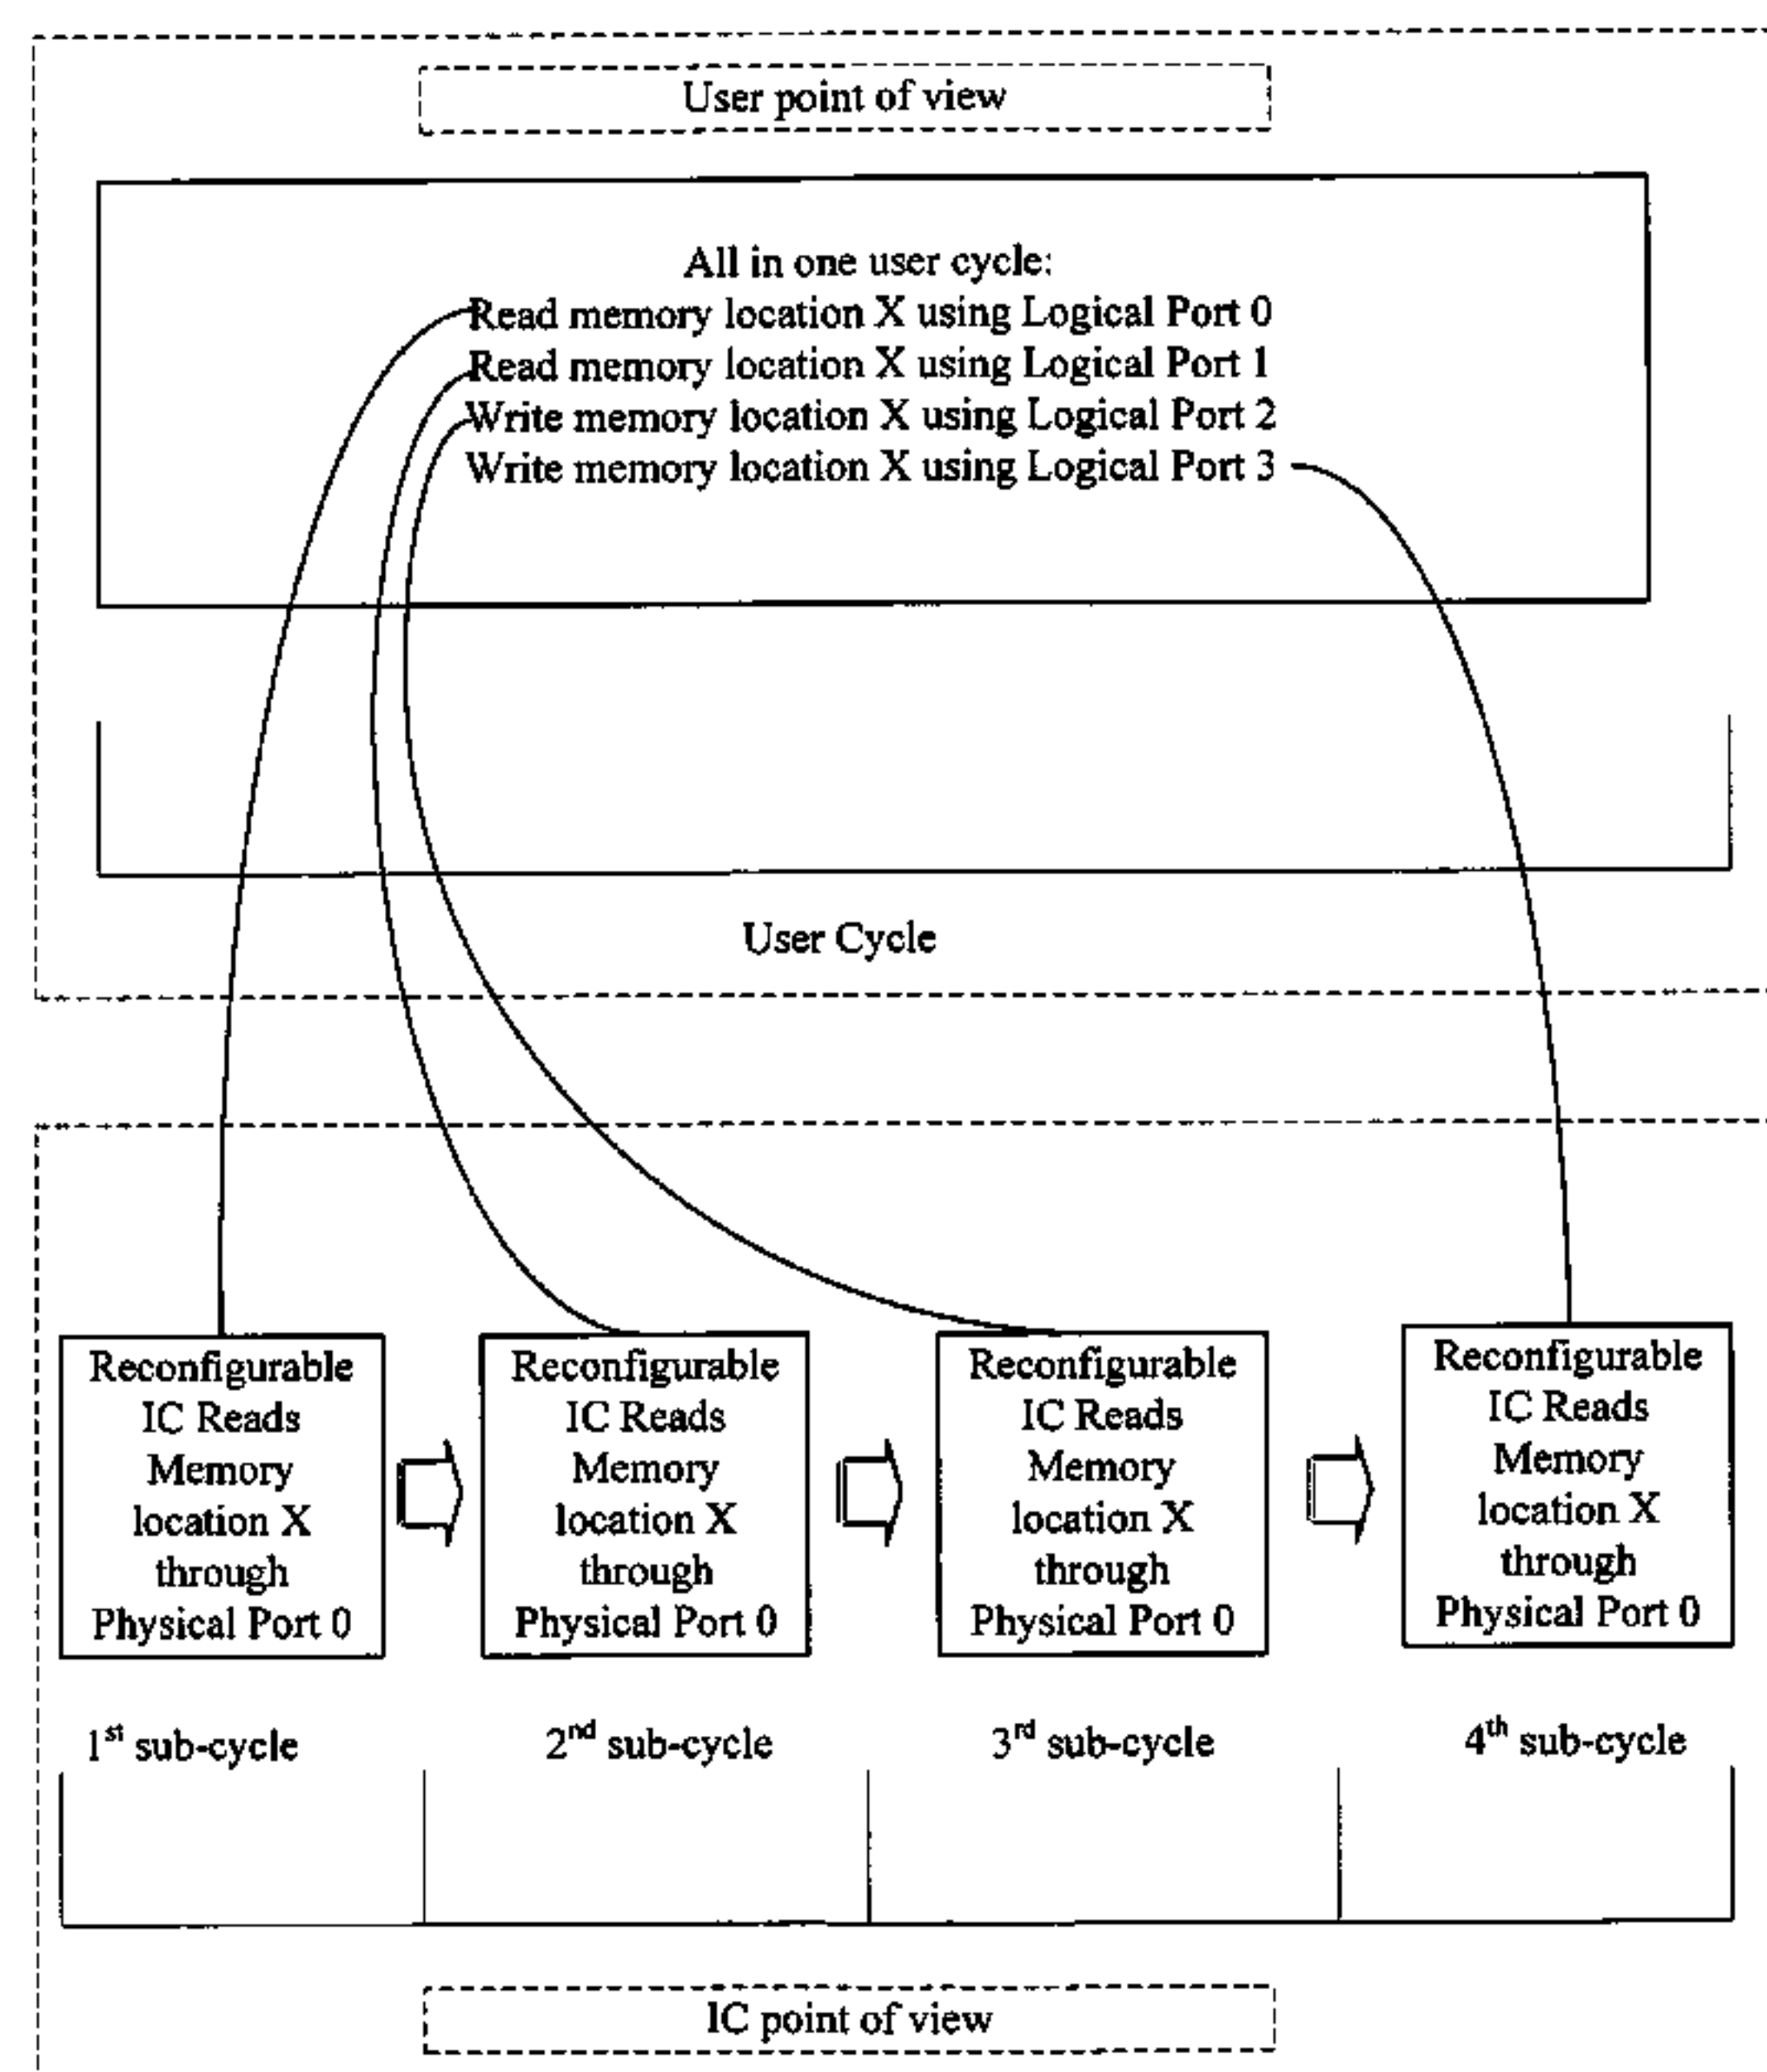 User point of view
All in one user cycle:
Read memory location X using Logical Port 0
Read memory location X using Logical Port 1
Write memory location X using Logical Port 2
Write memory location X using Logical Port 3
User Cycle
Reconfigurable
IC Reads
Memory
location X
through
Physical Port 0
Reconfigurable
IC Reads
Memory
location X
through
Physical Port 0
Reconfigurable
IC Reads
Memory
location X
through
Physical Port 0
Reconfigurable
IC Reads
Memory
location X
through
Physical Port 0
1st sub-cycle
2nd sub-cycle
3rd sub-cycle
4th sub-cycle
IC point of view